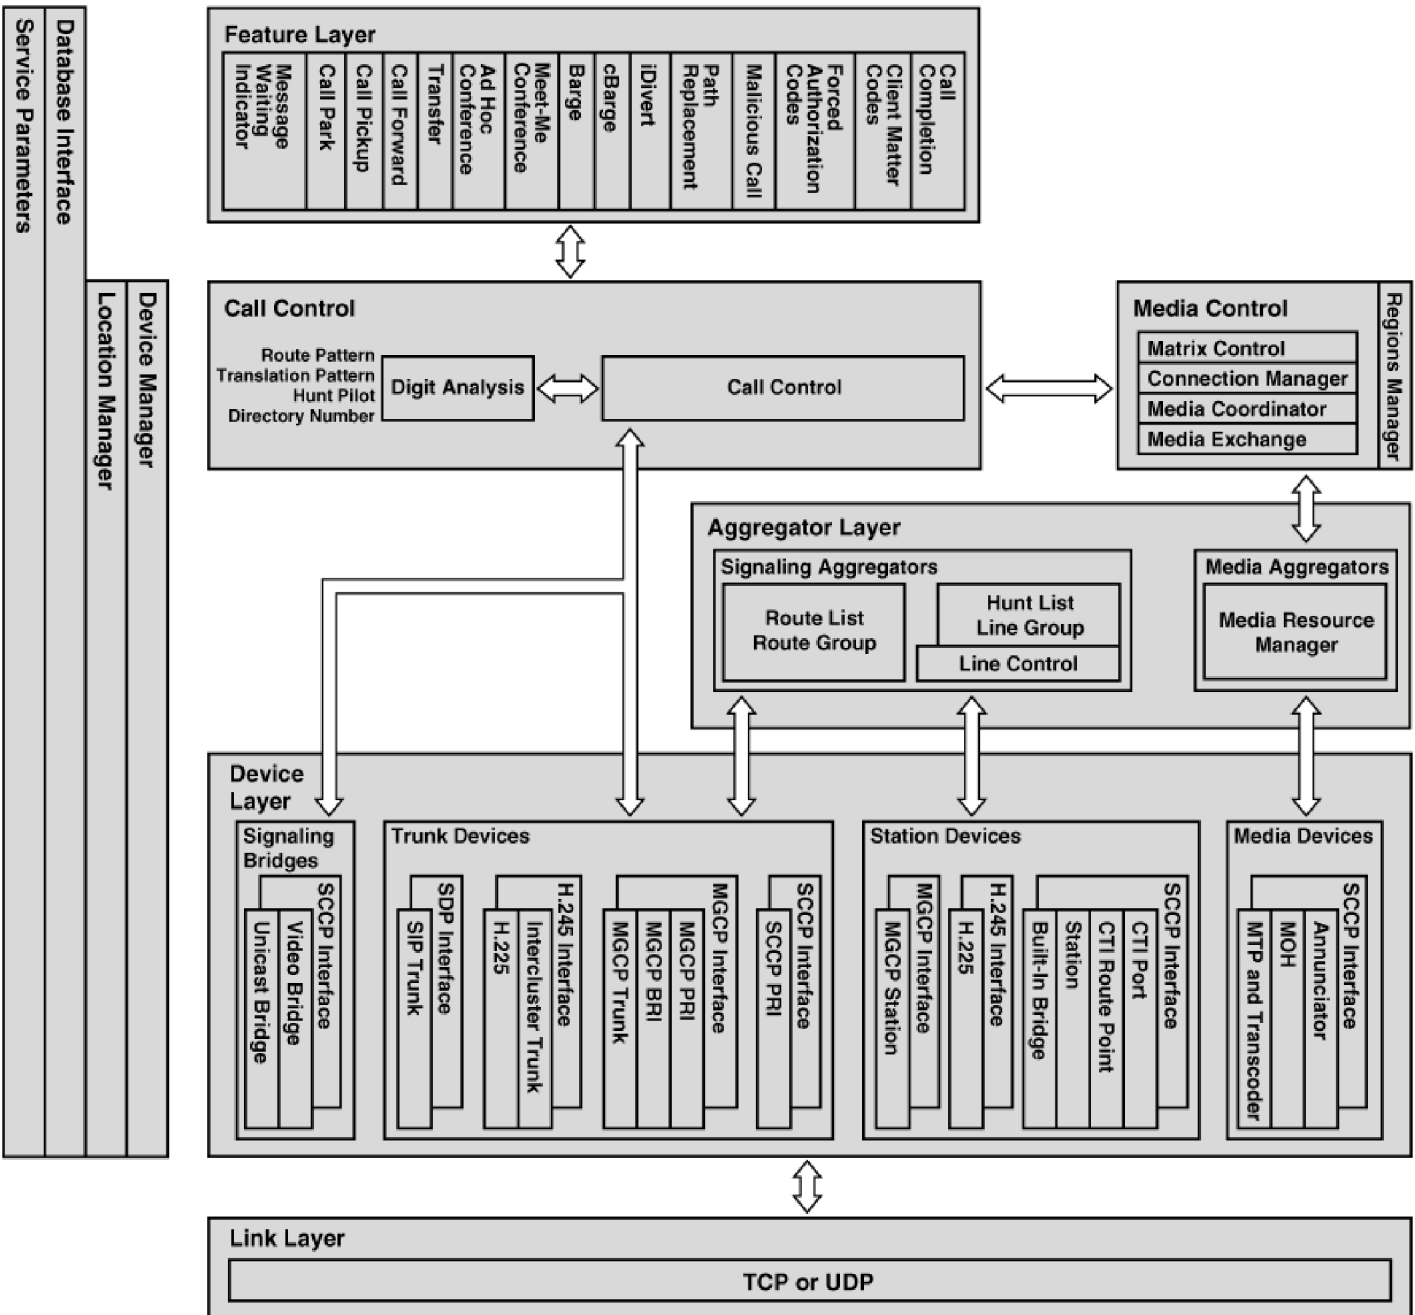 Service Parameters
Database Interface
Location Manager
Device Manager
Feature Layer
Message
Waiting
Indicator
Call Park
Call Pickup
Call Forward
Transfer
Ad Hoc
Conference
Meet-Me
Conference
Barge
cBarge
iDivert
Path
Replacement
Malicious Call
Forced
Authorization
Codes
Client Matter
Codes
Call
Completion
Call Control
Route Pattern
Translation Pattern
Hunt Pilot
Directory Number
Digit Analysis
Call Control
Media Control
Matrix Control
Connection Manager
Media Coordinator
Media Exchange
Regions Manager
Aggregator Layer
Signaling Aggregators
Route List
Route Group
Hunt List
Line Group
Line Control
Media Aggregators
Media Resource
Manager
Device
Layer
Signaling
Bridges
SCCP Interface
Video Bridge
Unicast Bridge
Trunk Devices
SDP Interface
SIP Trunk
H.245 Interface
Intercluster Trunk
H.225
MGCP Interface
MGCP PRI
MGCP BRI
MGCP Trunk
SCCP Interface
SCCP PRI
Station Devices
MGCP Interface
MGCP Station
H.245 Interface
H.225
SCCP Interface
CTI Port
CTI Route Point
Station
Built-In Bridge
Media Devices
SCCP Interface
Annunciator
MOH
MTP and Transcoder
Link Layer
TCP or UDP